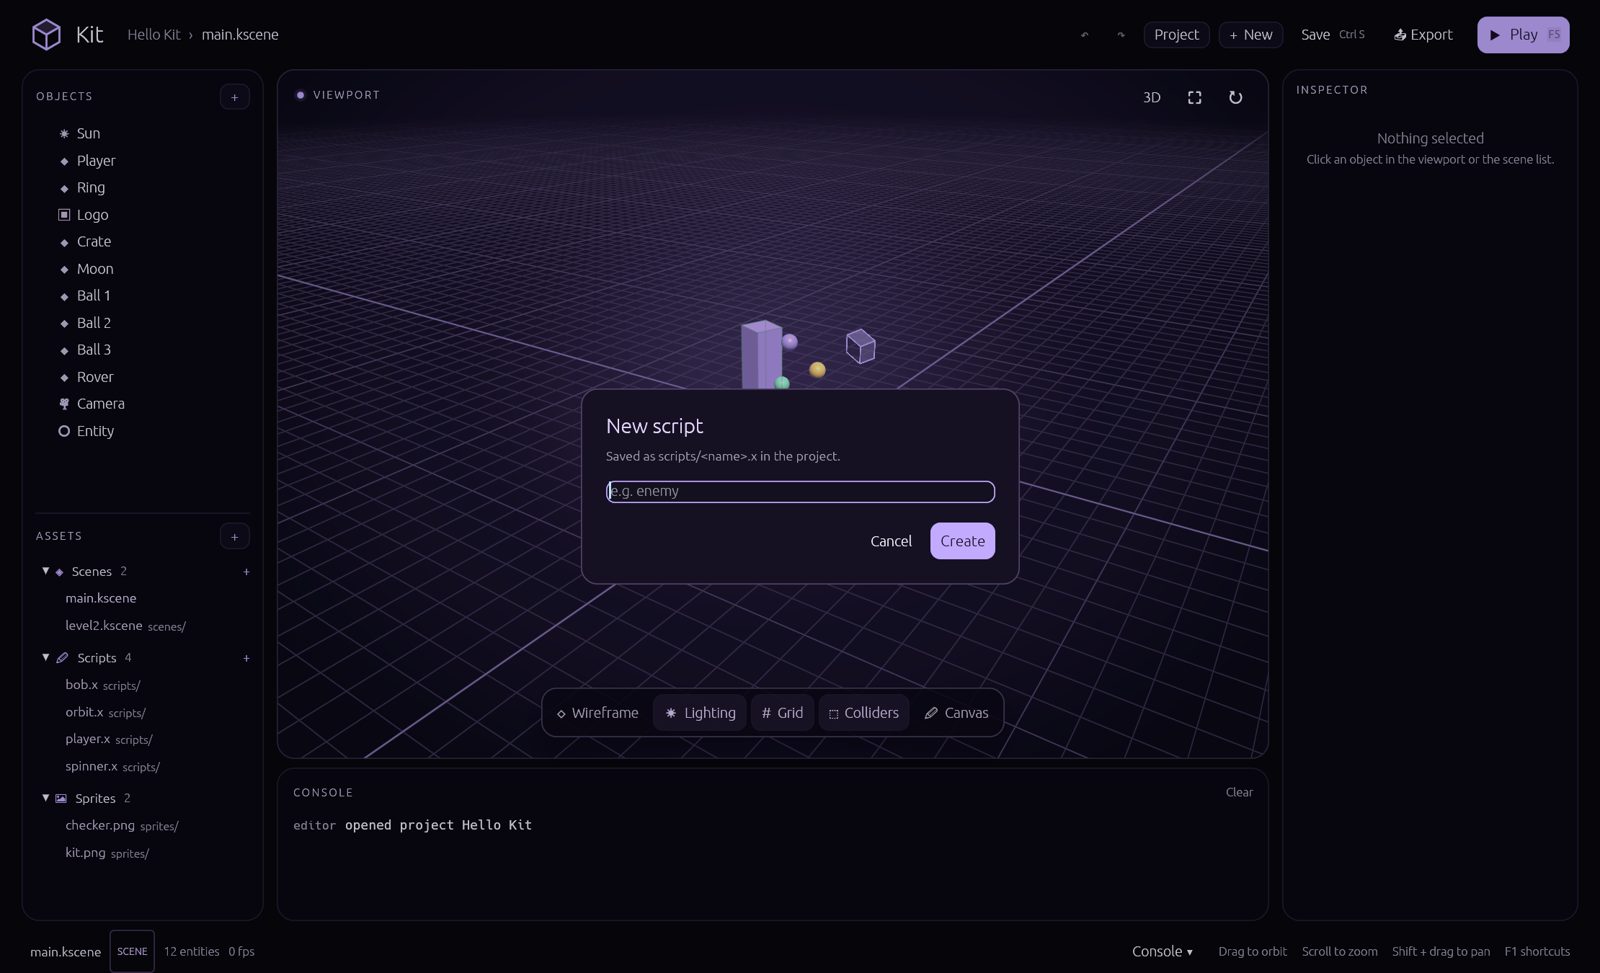 Kit Hello Kit › main.kscene
Project + New Save Ctrl S Export Play F5
OBJECTS +
Sun
Player
Ring
Logo
Crate
Moon
Ball 1
Ball 2
Ball 3
Rover
Camera
Entity
ASSETS +
Scenes 2 +
main.kscene
level2.kscene scenes/
Scripts 4 +
bob.x scripts/
orbit.x scripts/
player.x scripts/
spinner.x scripts/
Sprites 2
checker.png sprites/
kit.png sprites/
VIEWPORT 3D
New script
Saved as scripts/<name>.x in the project.
e.g. enemy
Cancel Create
Wireframe Lighting # Grid Colliders Canvas
CONSOLE Clear
editor opened project Hello Kit
INSPECTOR
Nothing selected
Click an object in the viewport or the scene list.
main.kscene SCENE 12 entities 0 fps
Console ▾ Drag to orbit Scroll to zoom Shift + drag to pan F1 shortcuts